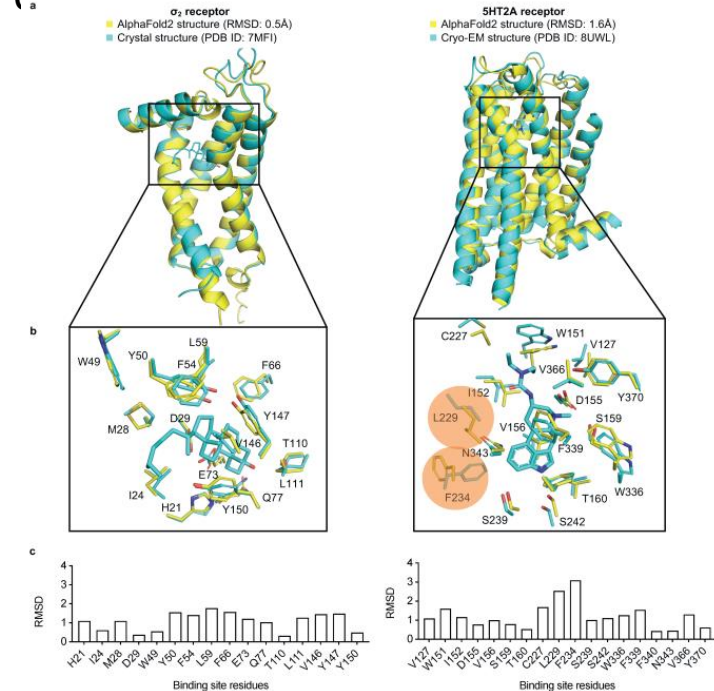 a
σ₂ receptor
AlphaFold2 structure (RMSD: 0.5Å)
Crystal structure (PDB ID: 7MFI)
5HT2A receptor
AlphaFold2 structure (RMSD: 1.6Å)
Cryo-EM structure (PDB ID: 8UWL)
b
W49
Y50
L59
F54
F66
M28
D29
Y147
V146
T110
E73
L111
I24
H21
Y150
Q77
C227
W151
V127
V366
I152
D155
Y370
L229
V156
S159
N343
F339
F234
W336
T160
S239
S242
c
RMSD
4
3
2
1
0
H21
I24
M28
D29
W49
Y50
F54
L59
F66
E73
Q77
T110
L111
V146
Y147
Y150
Binding site residues
RMSD
4
3
2
1
0
V127
W151
I152
D155
V156
S159
T160
C227
L229
F234
S239
S242
W336
F339
F340
N343
V366
Y370
Binding site residues